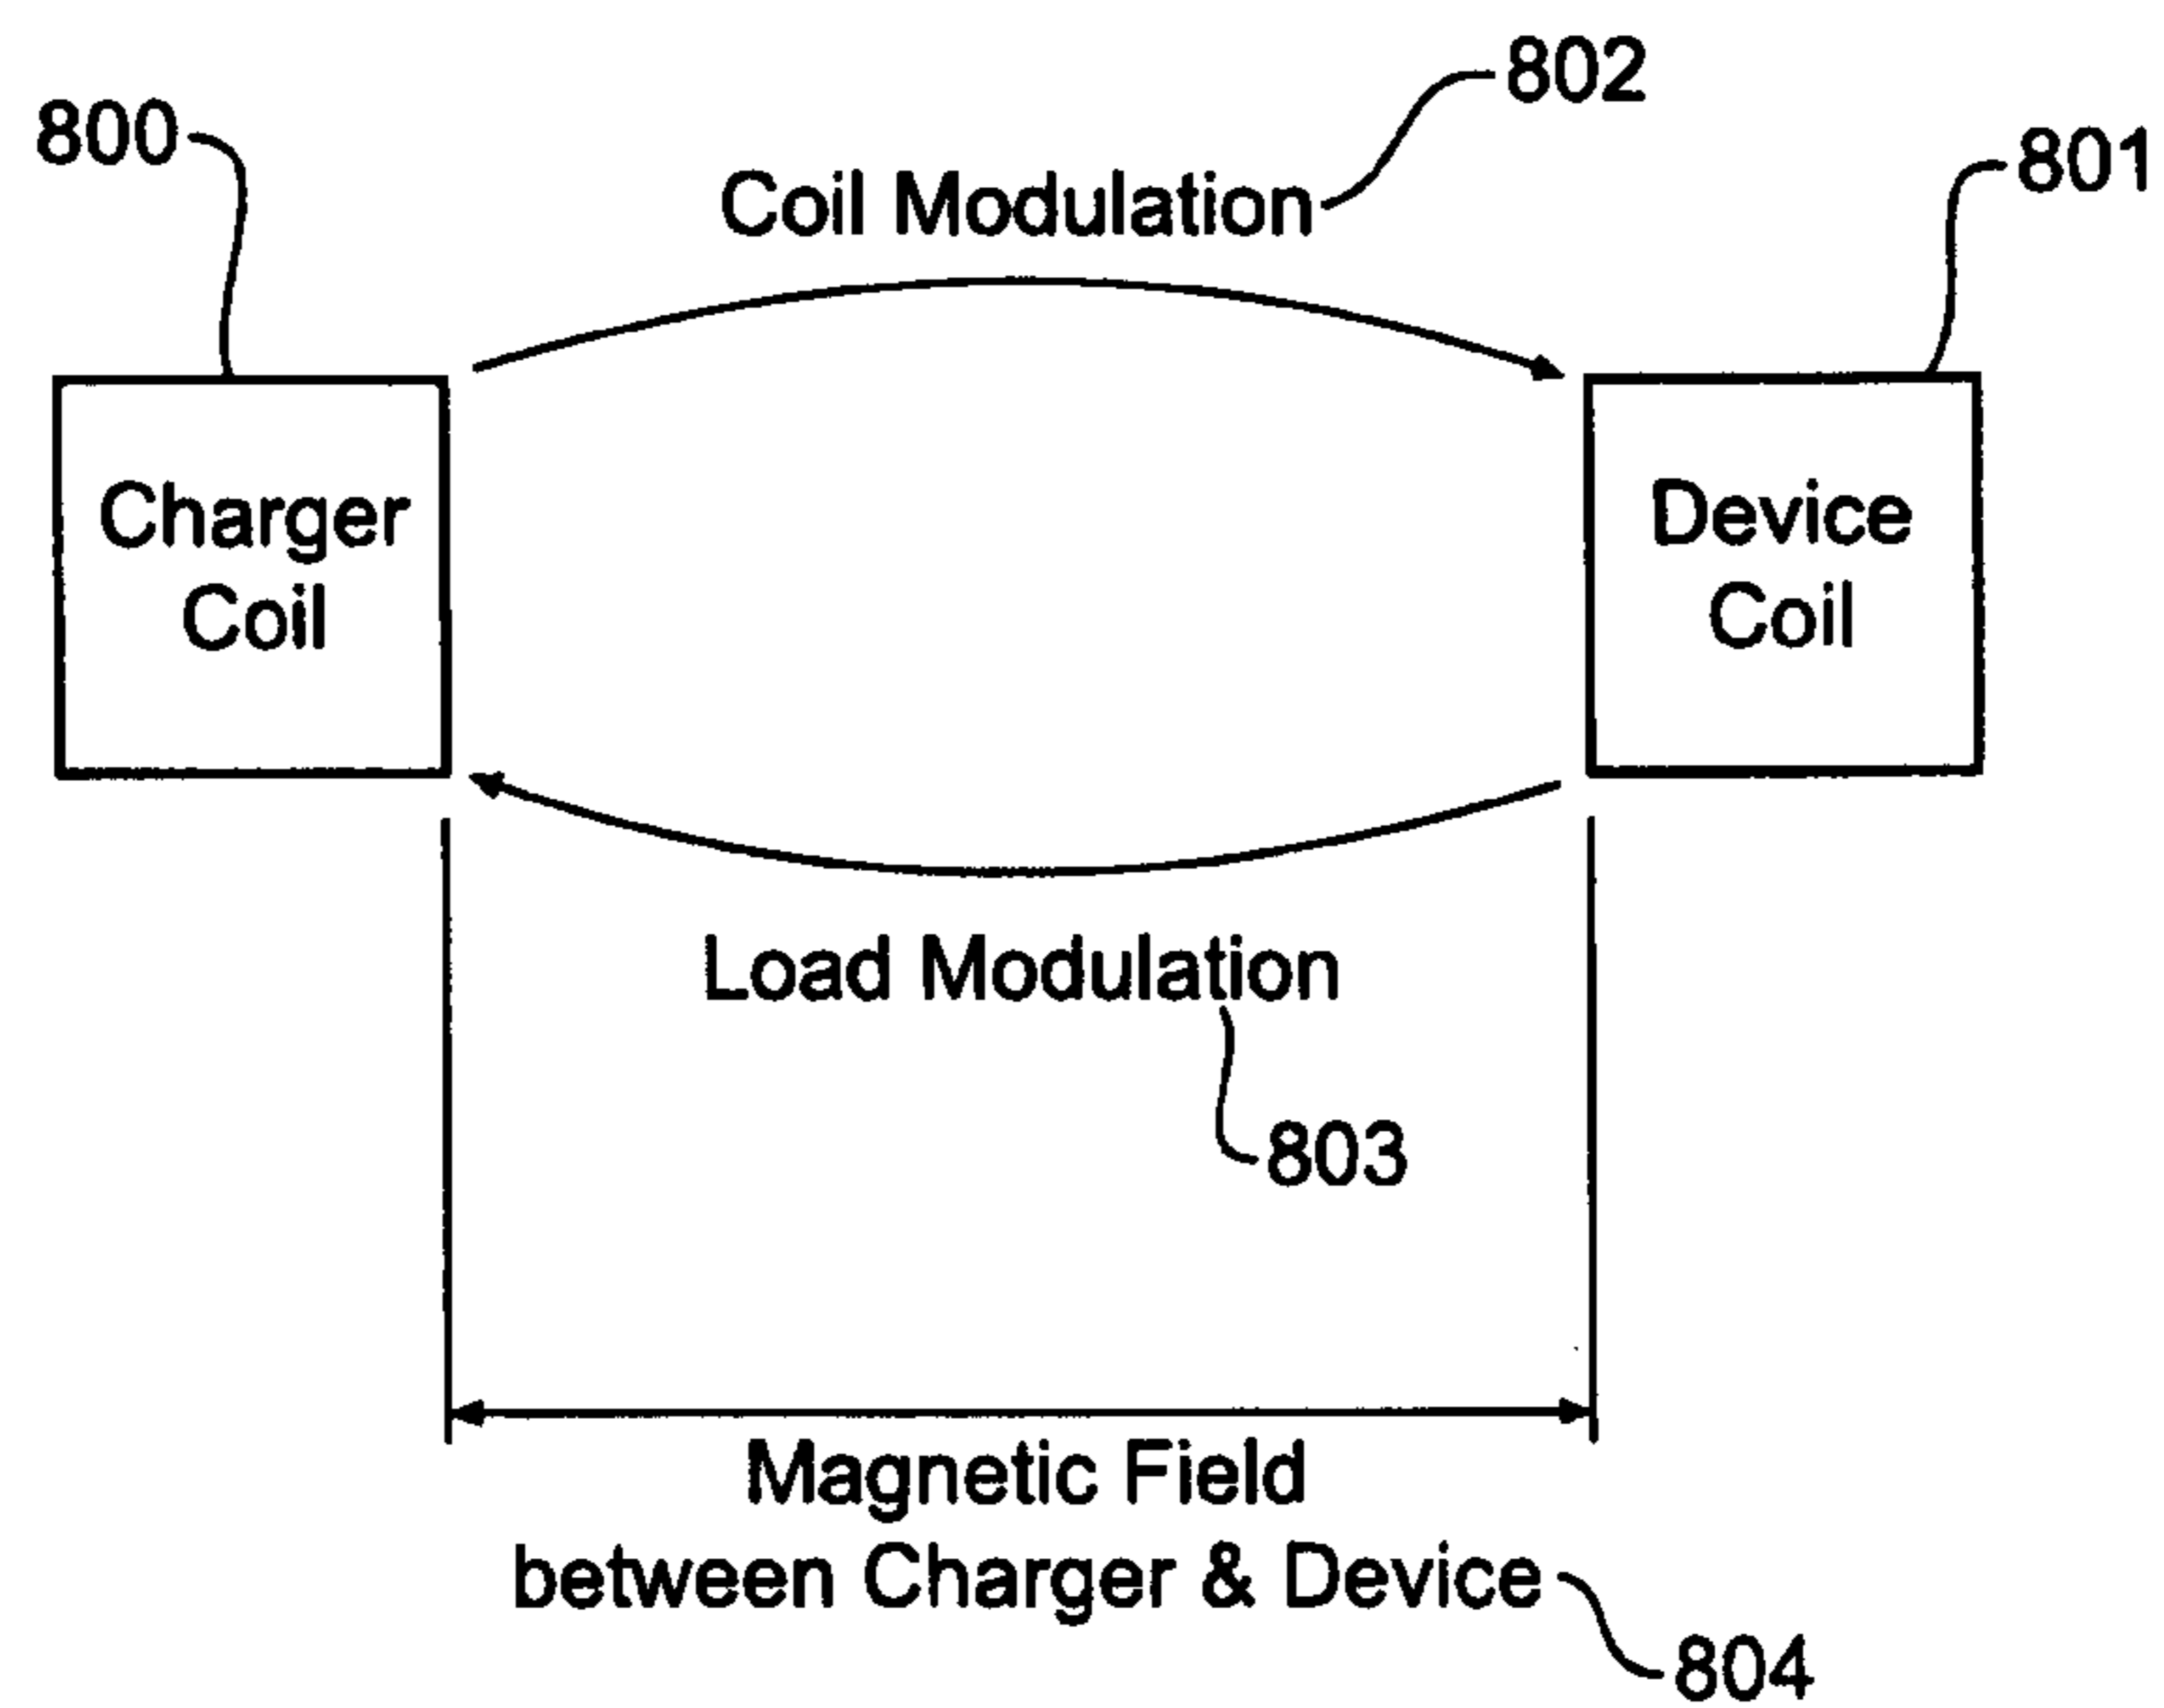 802
800
801
Coil Modulation
Charger
Coil
Device
Coil
Load Modulation
803
Magnetic Field
between Charger & Device
804